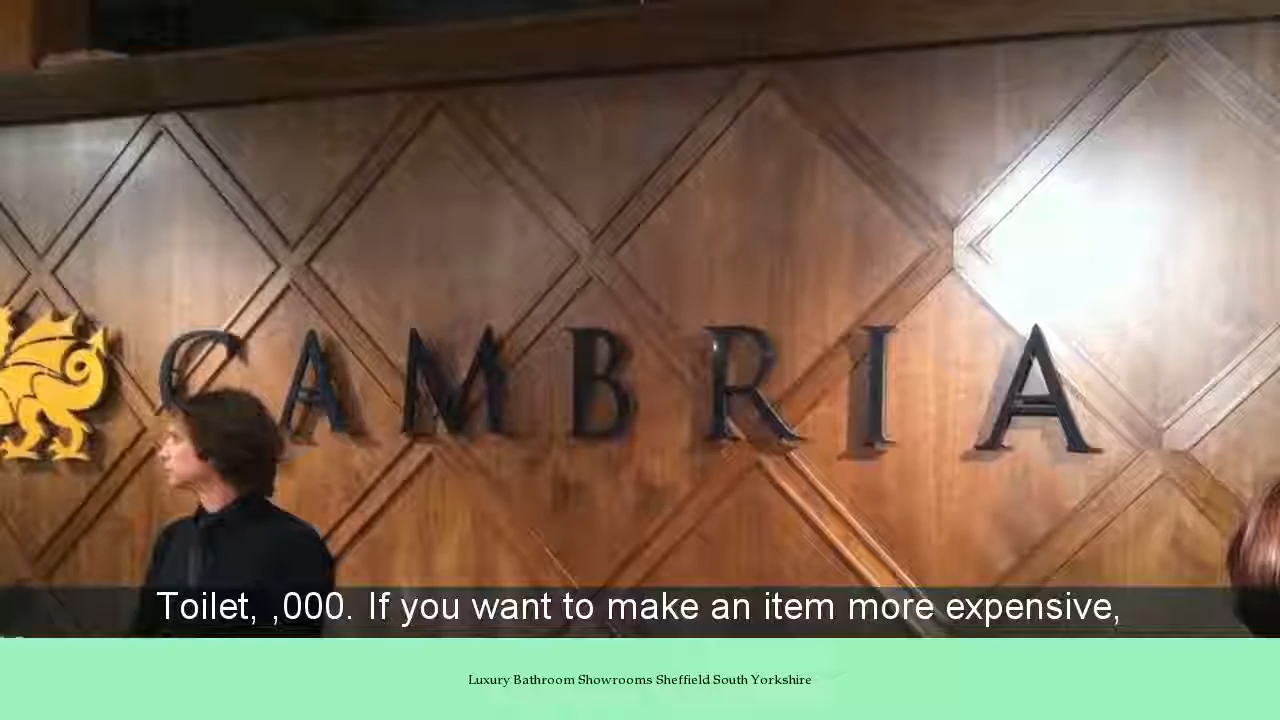 CAMBRIA
Toilet, ,000. If you want to make an item more expensive,
Luxury Bathroom Showrooms Sheffield South Yorkshire